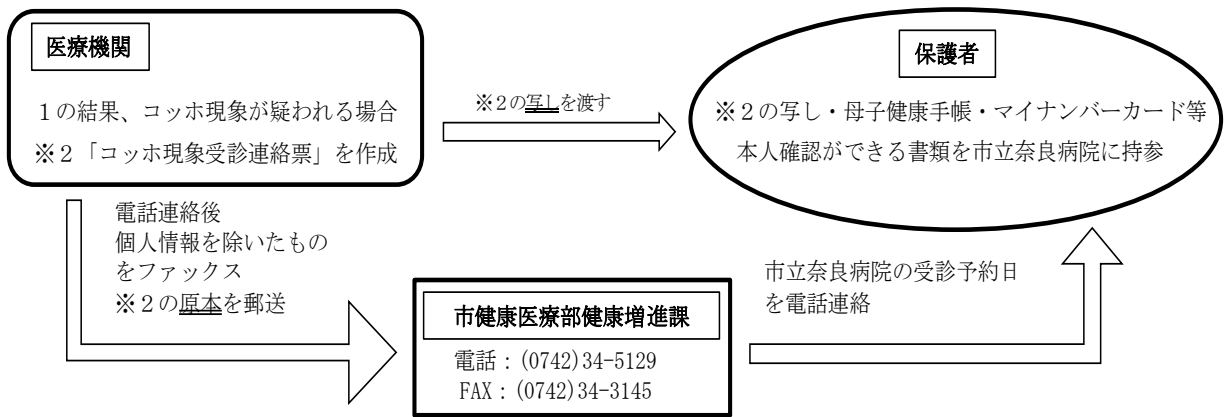 医療機関
１の結果、コッホ現象が疑われる場合
※２「コッホ現象受診連絡票」を作成
※２の写しを渡す
保護者
※２の写し・母子健康手帳・マイナンバーカード等
本人確認ができる書類を市立奈良病院に持参
電話連絡後
個人情報を除いたもの
をファックス
※２の原本を郵送
市健康医療部健康増進課
電話：(0742)34-5129
FAX：(0742)34-3145
市立奈良病院の受診予約日
を電話連絡